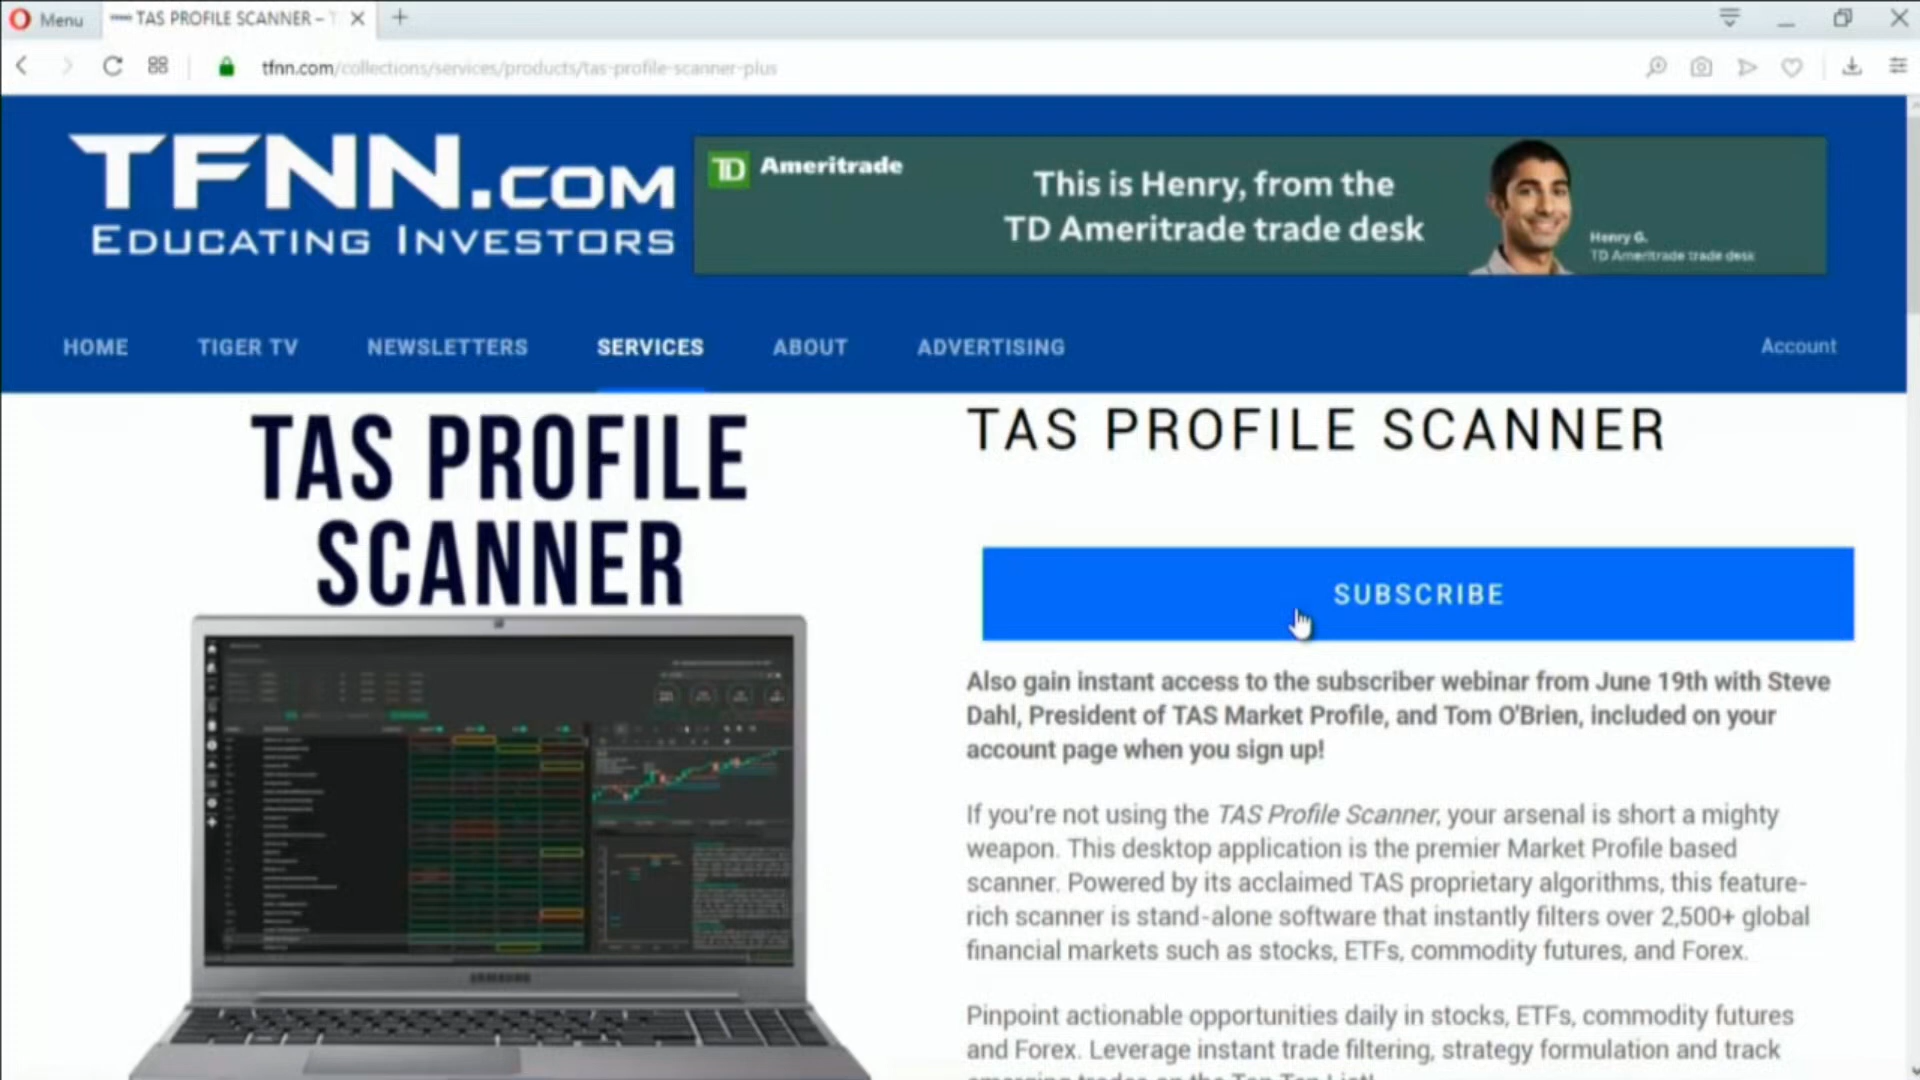 Menu
TAS PROFILE SCANNER –
tfnn.com/collections/services/products/tas-profile-scanner-plus
TFNN.COM
EDUCATING INVESTORS
TD Ameritrade
This is Henry, from the
TD Ameritrade trade desk
Henry G.
TD Ameritrade trade desk
HOME
TIGER TV
NEWSLETTERS
SERVICES
ABOUT
ADVERTISING
Account
TAS PROFILE
SCANNER
SAMSUNG
TAS PROFILE SCANNER
SUBSCRIBE
Also gain instant access to the subscriber webinar from June 19th with Steve
Dahl, President of TAS Market Profile, and Tom O'Brien, included on your
account page when you sign up!
If you're not using the TAS Profile Scanner, your arsenal is short a mighty
weapon. This desktop application is the premier Market Profile based
scanner. Powered by its acclaimed TAS proprietary algorithms, this feature-
rich scanner is stand-alone software that instantly filters over 2,500+ global
financial markets such as stocks, ETFs, commodity futures, and Forex.
Pinpoint actionable opportunities daily in stocks, ETFs, commodity futures
and Forex. Leverage instant trade filtering, strategy formulation and track